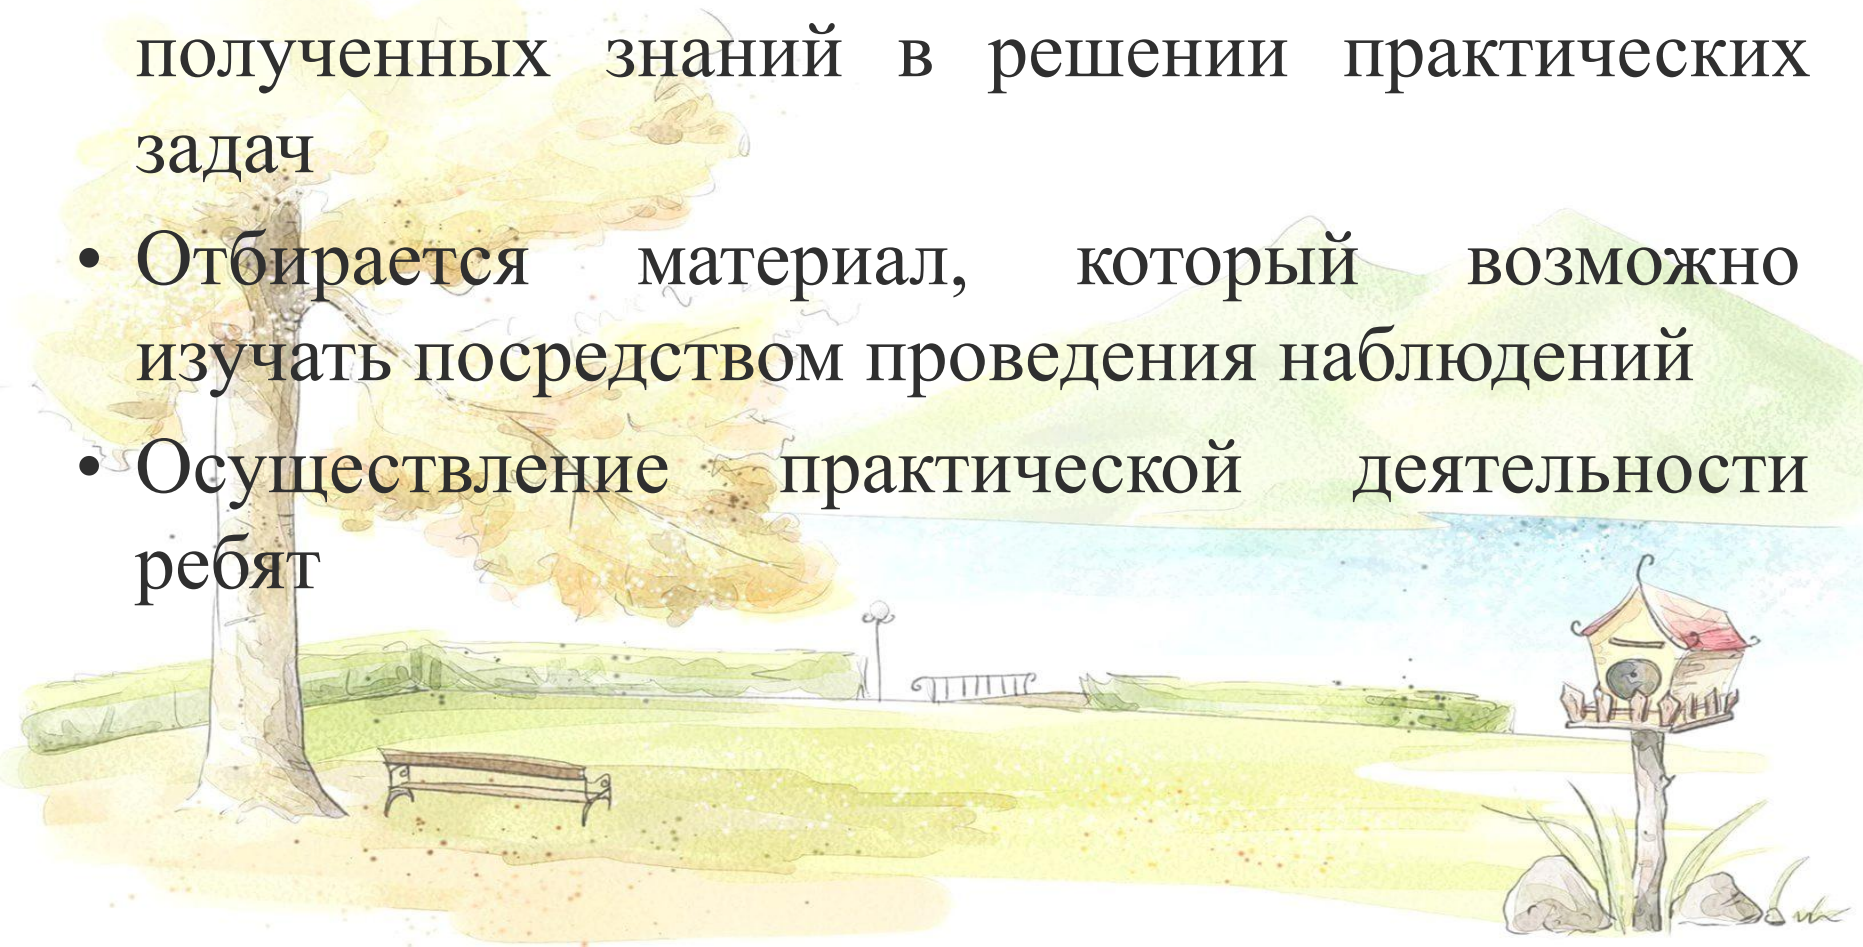 полученных знаний в решении практических
задач
• Отбирается материал, который возможно
изучать посредством проведения наблюдений
• Осуществление практической деятельности
ребят